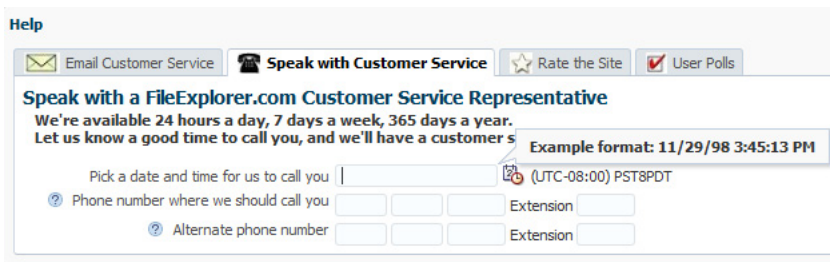 Help
Email Customer Service Speak with Customer Service Rate the Site User Polls
Speak with a FileExplorer.com Customer Service Representative
We're available 24 hours a day, 7 days a week, 365 days a year.
Let us know a good time to call you, and we'll have a customer s
Example format: 11/29/98 3:45:13 PM
Pick a date and time for us to call you (UTC-08:00) PST8PDT
Phone number where we should call you Extension
Alternate phone number Extension